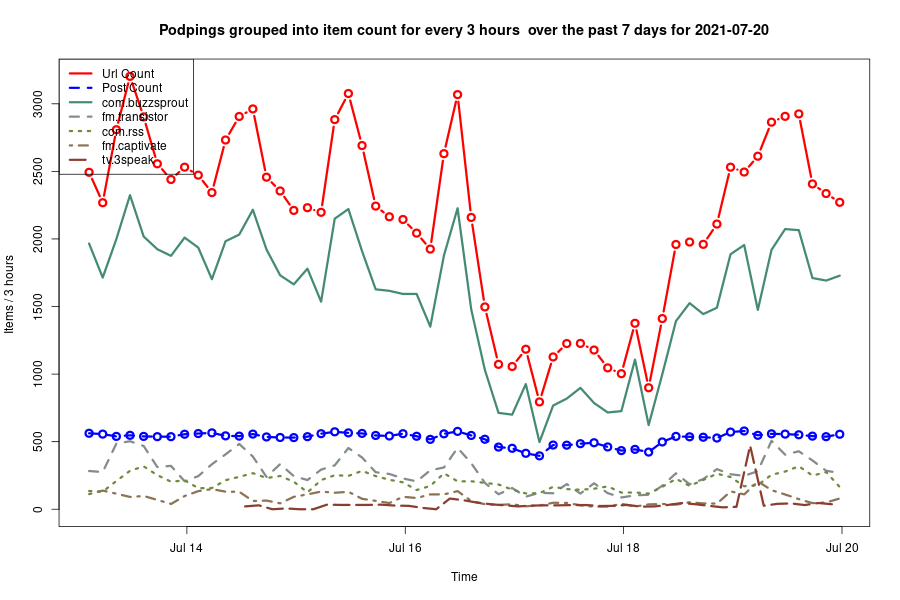 Podpings grouped into item count for every 3 hours  over the past 7 days for 2021-07-20
Url Count
Post Count
com.buzzsprout
fm.transistor
com.rss
fm.captivate
tv.3speak
3000
2500
2000
1500
1000
500
0
Items / 3 hours
Jul 14
Jul 16
Jul 18
Jul 20
Time